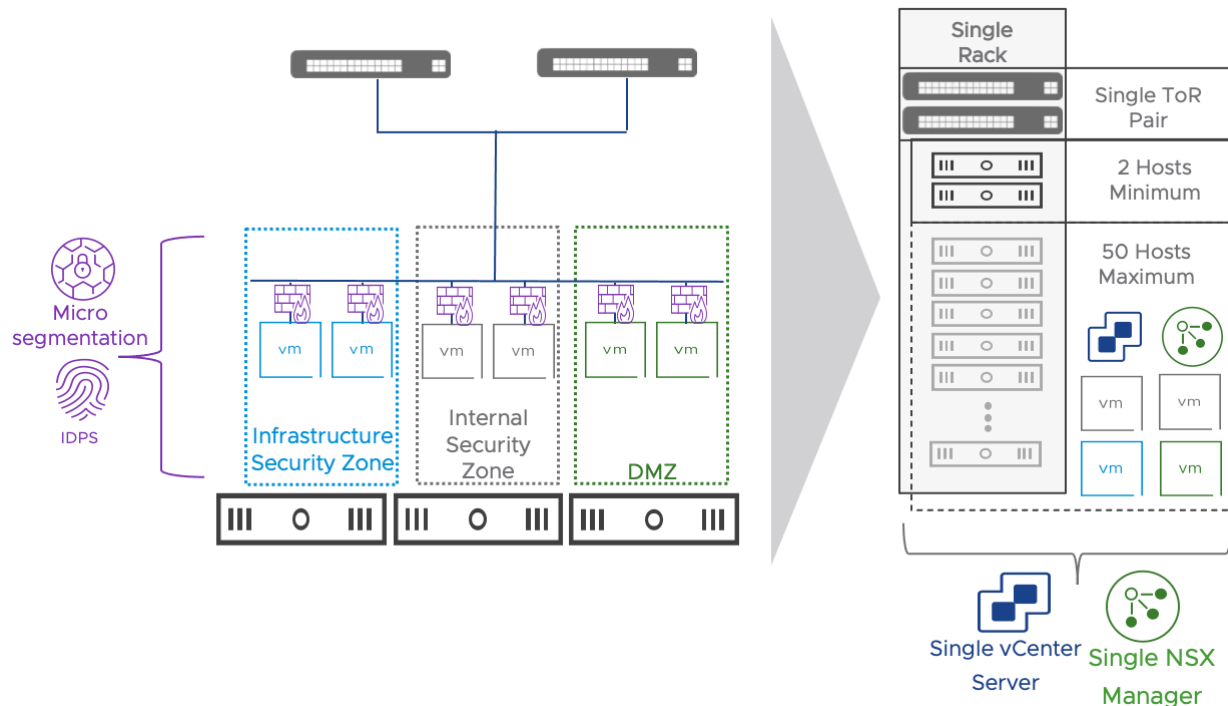 Micro
segmentation
IDPS
vm
vm
vm
vm
vm
vm
Infrastructure
Security Zone
Internal
Security
Zone
DMZ
Single
Rack
Single ToR
Pair
2 Hosts
Minimum
50 Hosts
Maximum
vm
vm
vm
vm
Single vCenter
Server
Single NSX
Manager